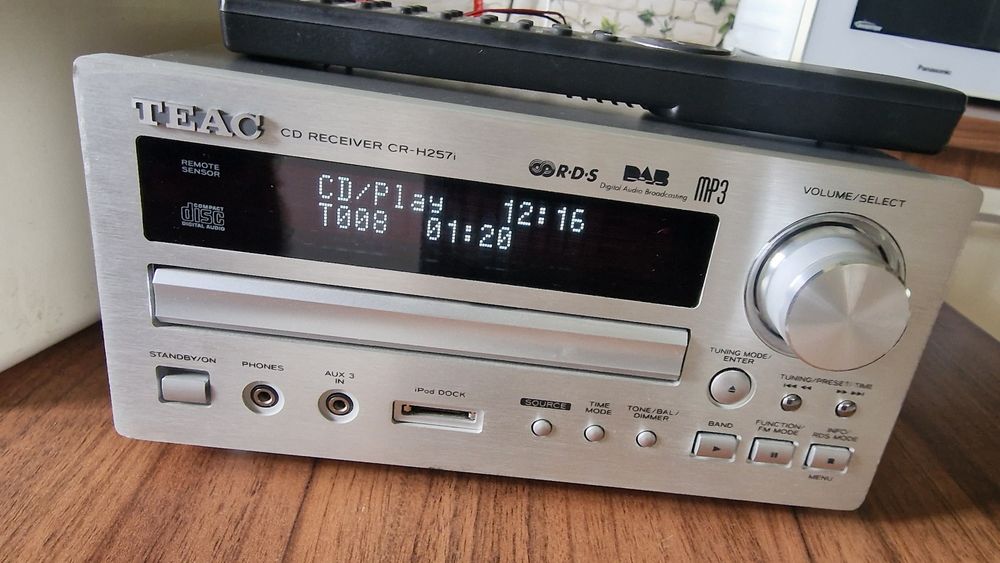 Panasonic
TEAC
CD RECEIVER CR-H257i
REMOTE
SENSOR
COMPACT
disc
DIGITAL AUDIO
CD/Play 12:16
T008 01:20
R·D·S
DAB
Digital Audio Broadcasting
MP3
VOLUME/SELECT
STANDBY/ON
PHONES
AUX 3
IN
iPod DOCK
SOURCE
TIME
MODE
TONE/BAL/
DIMMER
TUNING MODE/
ENTER
TUNING/PRESET/TIME
BAND
FUNCTION/
FM MODE
INFO/
RDS MODE
MENU